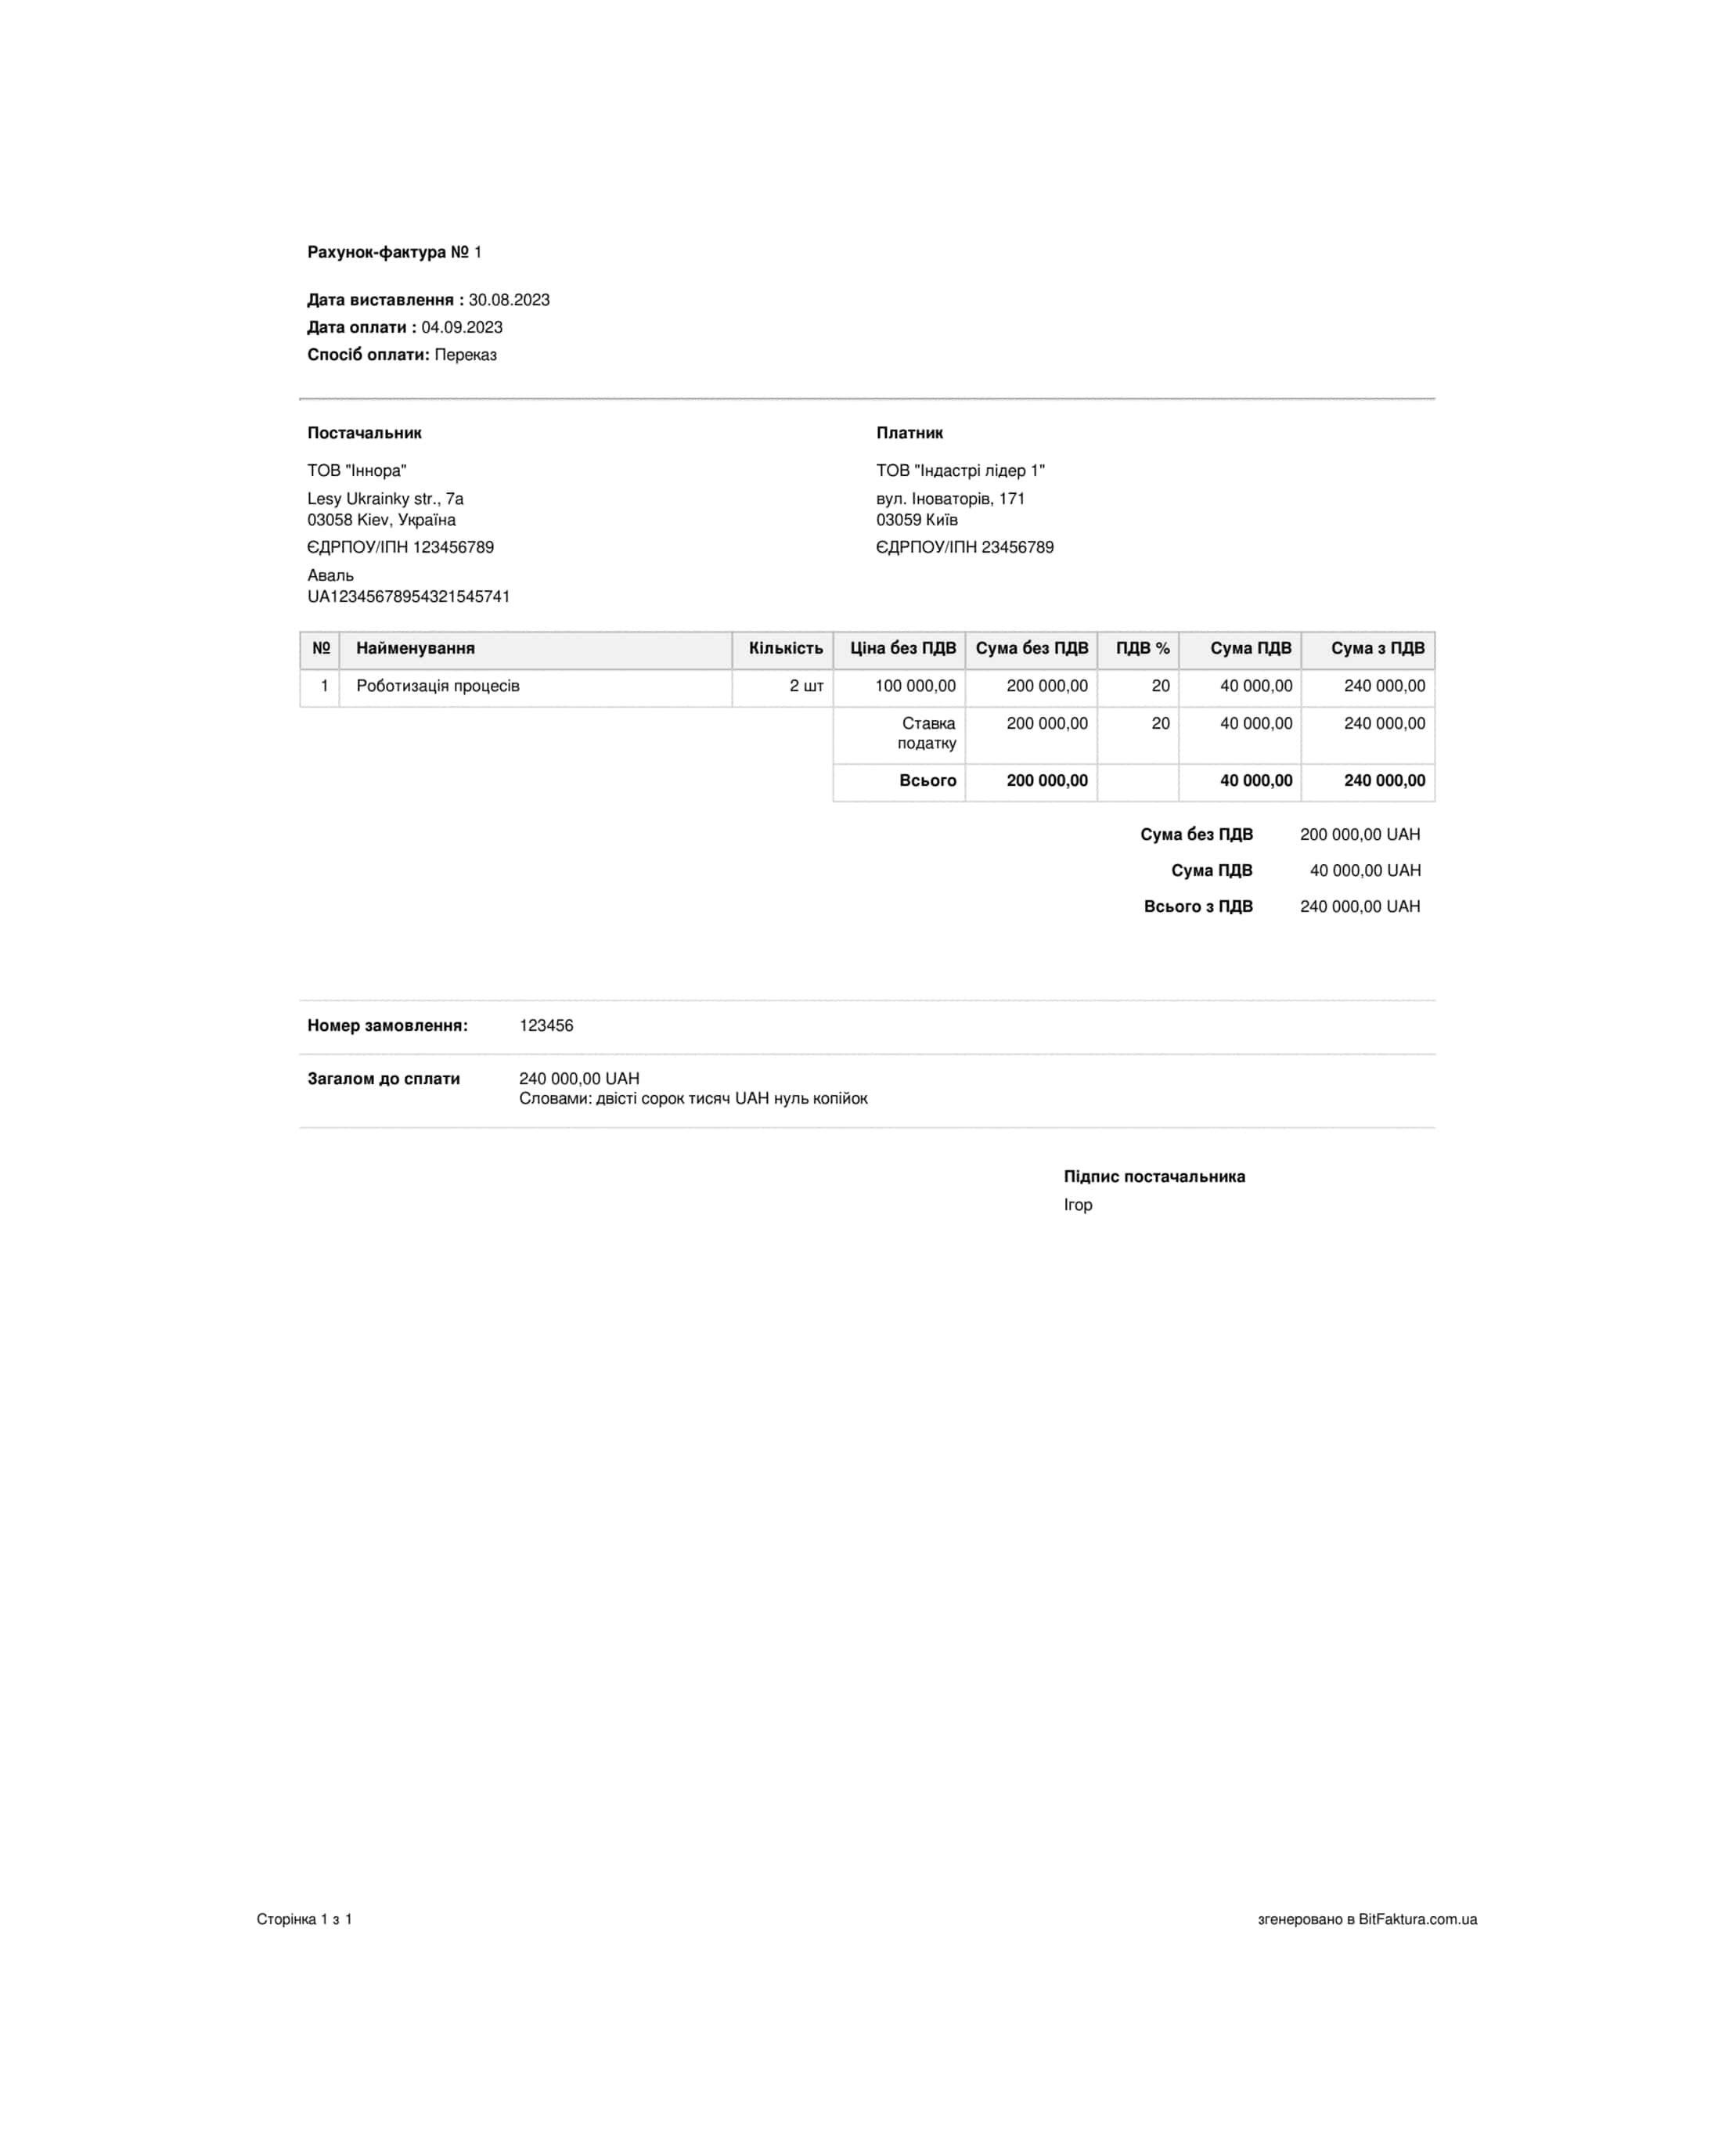 Рахунок-фактура № 1
Дата виставлення : 30.08.2023
Дата оплати : 04.09.2023
Спосіб оплати: Переказ
Постачальник
ТОВ "Іннора"
Lesy Ukrainky str., 7a
03058 Kiev, Україна
ЄДРПОУ/ІПН 123456789
Аваль
UA12345678954321545741
Платник
ТОВ "Індастрі лідер 1"
вул. Іноваторів, 171
03059 Київ
ЄДРПОУ/ІПН 23456789
№ Найменування Кількість Ціна без ПДВ Сума без ПДВ ПДВ % Сума ПДВ Сума з ПДВ
1 Роботизація процесів 2 шт 100 000,00 200 000,00 20 40 000,00 240 000,00
Ставка податку 200 000,00 20 40 000,00 240 000,00
Всього 200 000,00 40 000,00 240 000,00
Сума без ПДВ 200 000,00 UAH
Сума ПДВ 40 000,00 UAH
Всього з ПДВ 240 000,00 UAH
Номер замовлення: 123456
Загалом до сплати 240 000,00 UAH
Словами: двісті сорок тисяч UAH нуль копійок
Підпис постачальника
Ігор
Сторінка 1 з 1 згенеровано в BitFaktura.com.ua